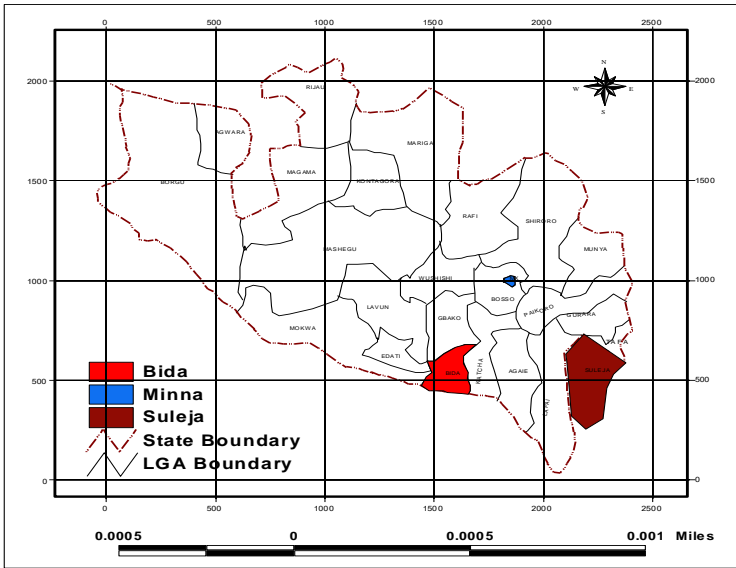 0 500 1000 1500 2000 2500
N
W E
S
2000 2000
RIJAU
AGWARA
MARIGA
MAGAMA
KONTAGORA
BORGU
1500 1500
RAFI
SHIRORO
MASHEGU
MUNYA
WUSHISHI
1000 1000
BOSSO
LAVUN
GBAKO
PAIKORO
GURARA
MOKWA
EDATI
TAFA
BIDA
KATCHA
AGAIE
SULEJA
LAPAI
500 500
Bida
Minna
Suleja
State Boundary
LGA Boundary
0 0
0 500 1000 1500 2000 2500
0.0005 0 0.0005 0.001 Miles